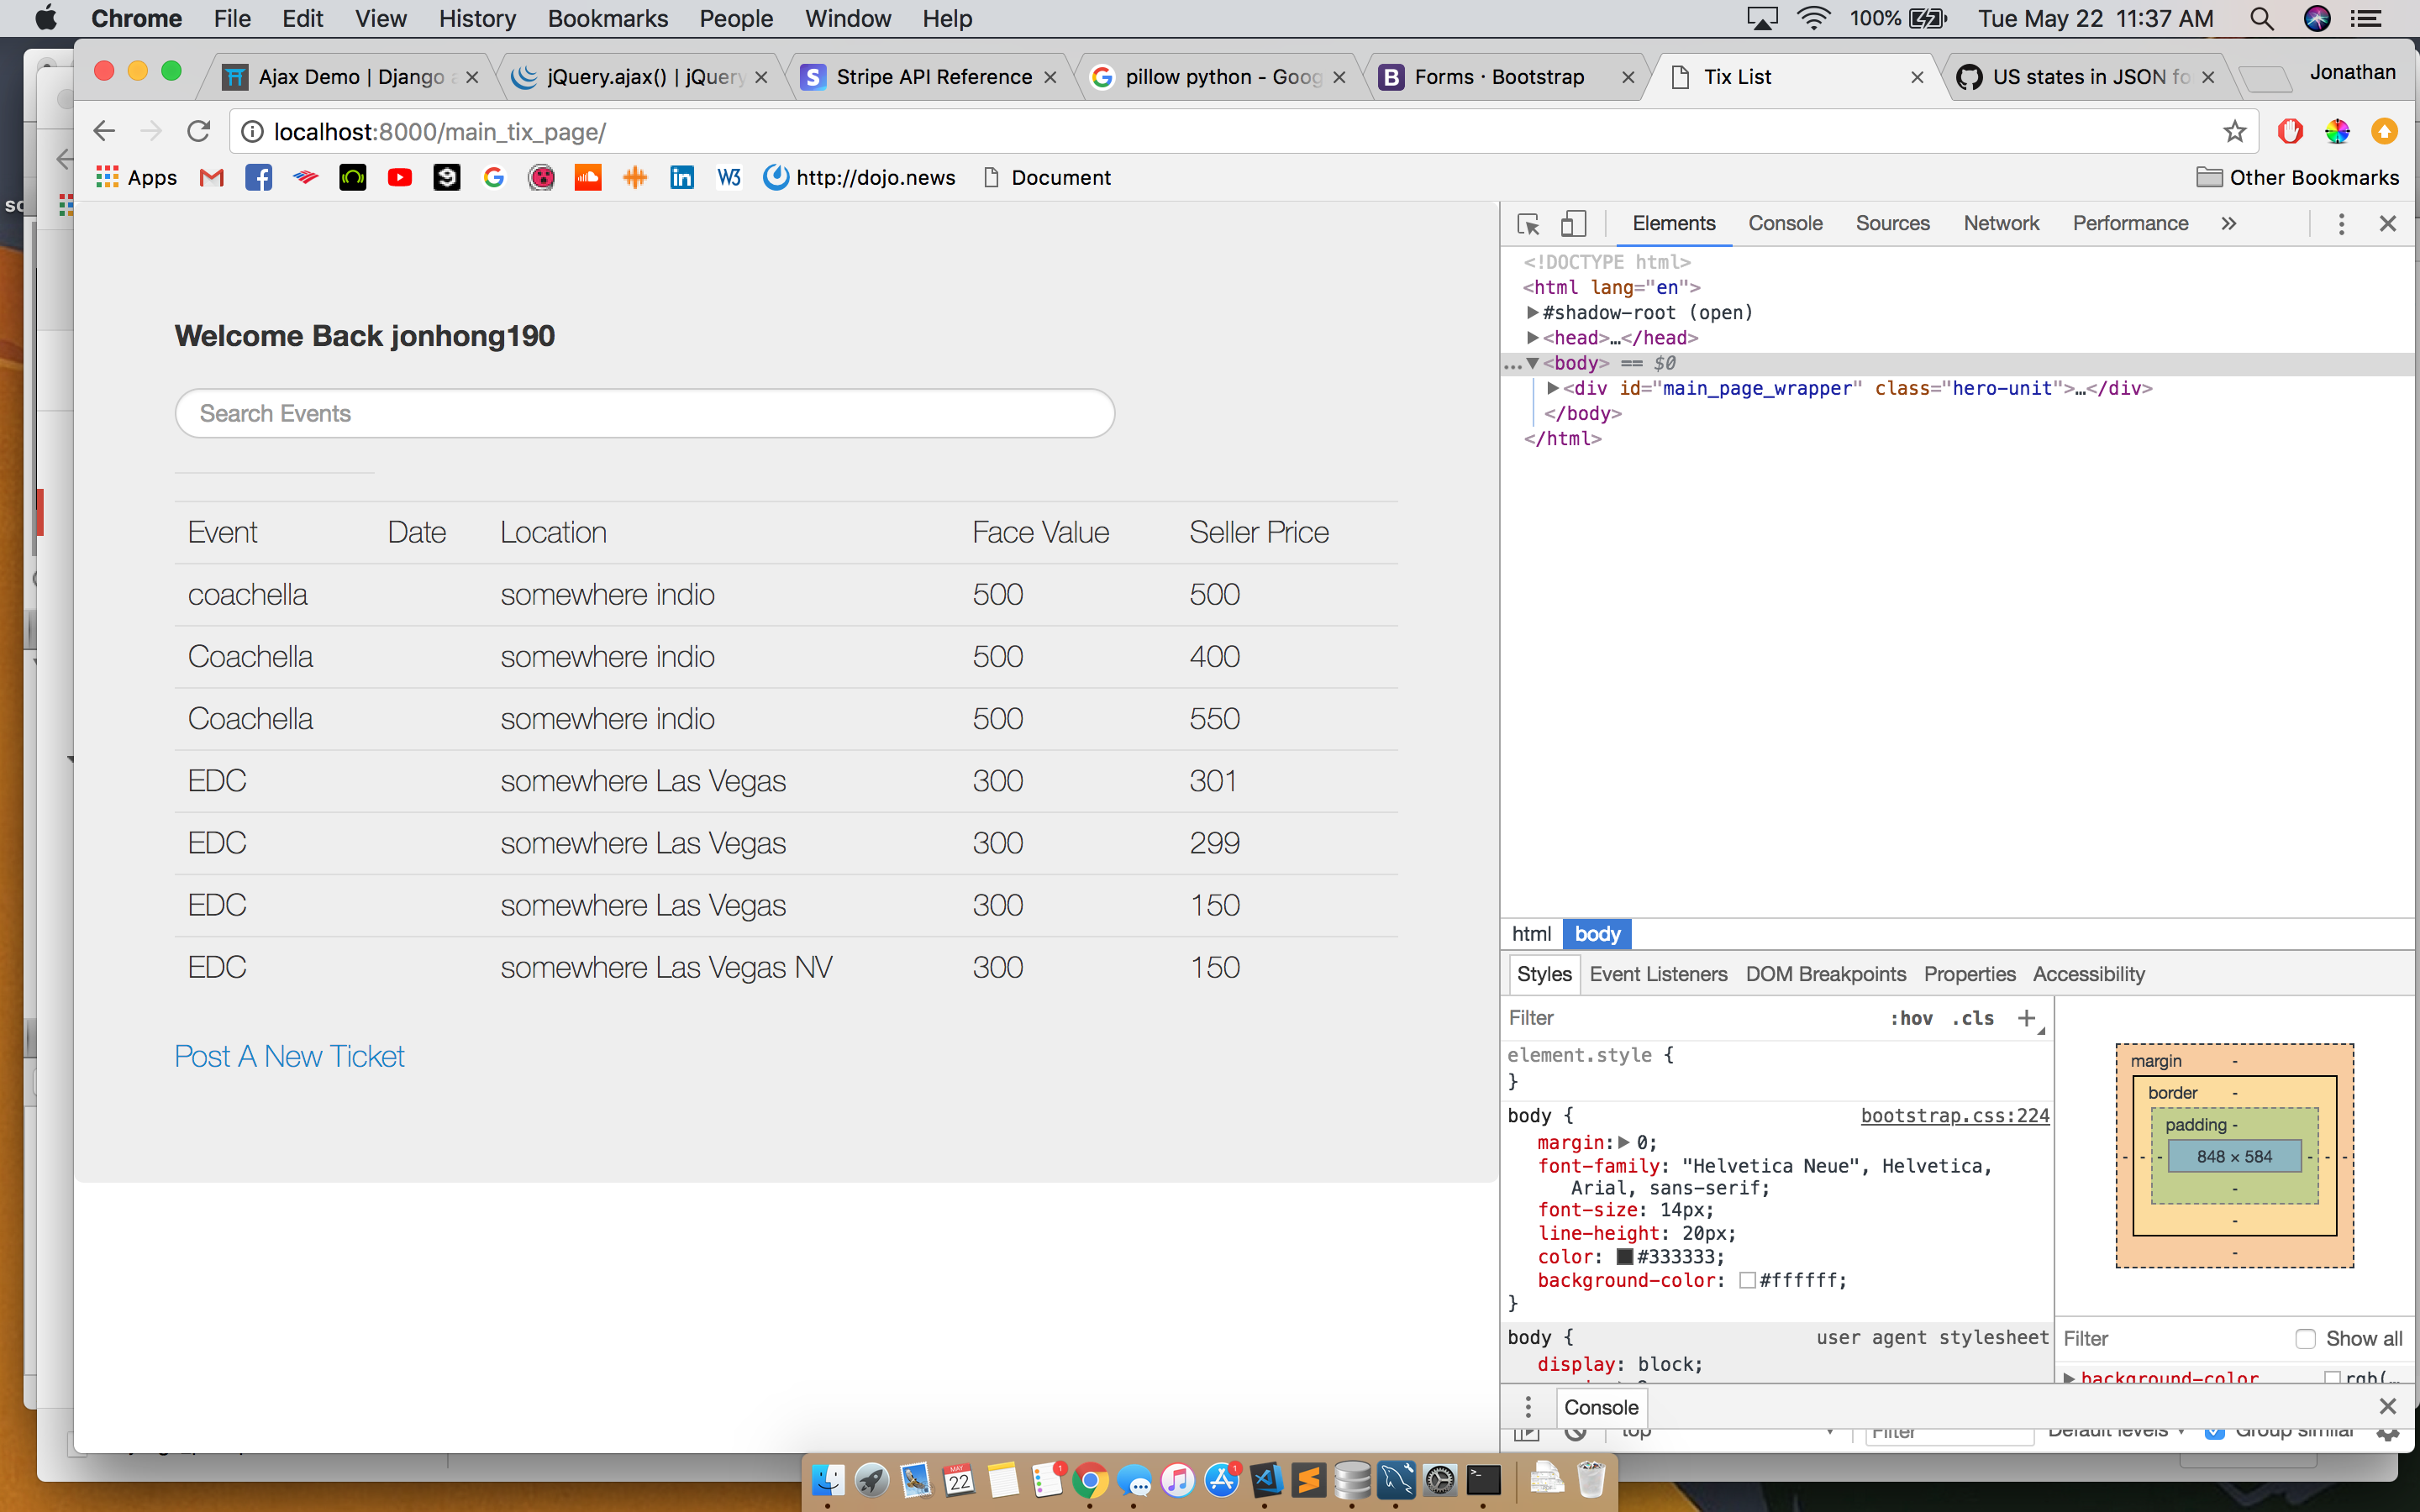 Chrome File Edit View History Bookmarks People Window Help 100% Tue May 22 11:37 AM
Ajax Demo | Django a jQuery.ajax() | jQuery Stripe API Reference pillow python - Goog Forms · Bootstrap Tix List US states in JSON fo Jonathan
localhost:8000/main_tix_page/
Apps http://dojo.news Document Other Bookmarks
Elements Console Sources Network Performance »
<!DOCTYPE html>
<html lang="en">
#shadow-root (open)
<head>…</head>
…<body> == $0
<div id="main_page_wrapper" class="hero-unit">…</div>
</body>
</html>
Welcome Back jonhong190
Search Events
Event Date Location Face Value Seller Price
coachella somewhere indio 500 500
Coachella somewhere indio 500 400
Coachella somewhere indio 500 550
EDC somewhere Las Vegas 300 301
EDC somewhere Las Vegas 300 299
EDC somewhere Las Vegas 300 150
EDC somewhere Las Vegas NV 300 150
Post A New Ticket
html body
Styles Event Listeners DOM Breakpoints Properties Accessibility
Filter :hov .cls +
element.style {
}
body { bootstrap.css:224
margin: 0;
font-family: "Helvetica Neue", Helvetica,
Arial, sans-serif;
font-size: 14px;
line-height: 20px;
color: #333333;
background-color: #ffffff;
}
body { user agent stylesheet
display: block;
margin -
border -
padding -
- - - 848 × 584 - - -
-
-
-
Filter Show all
background-color rgb(…
Console
top Filter Default levels Group similar